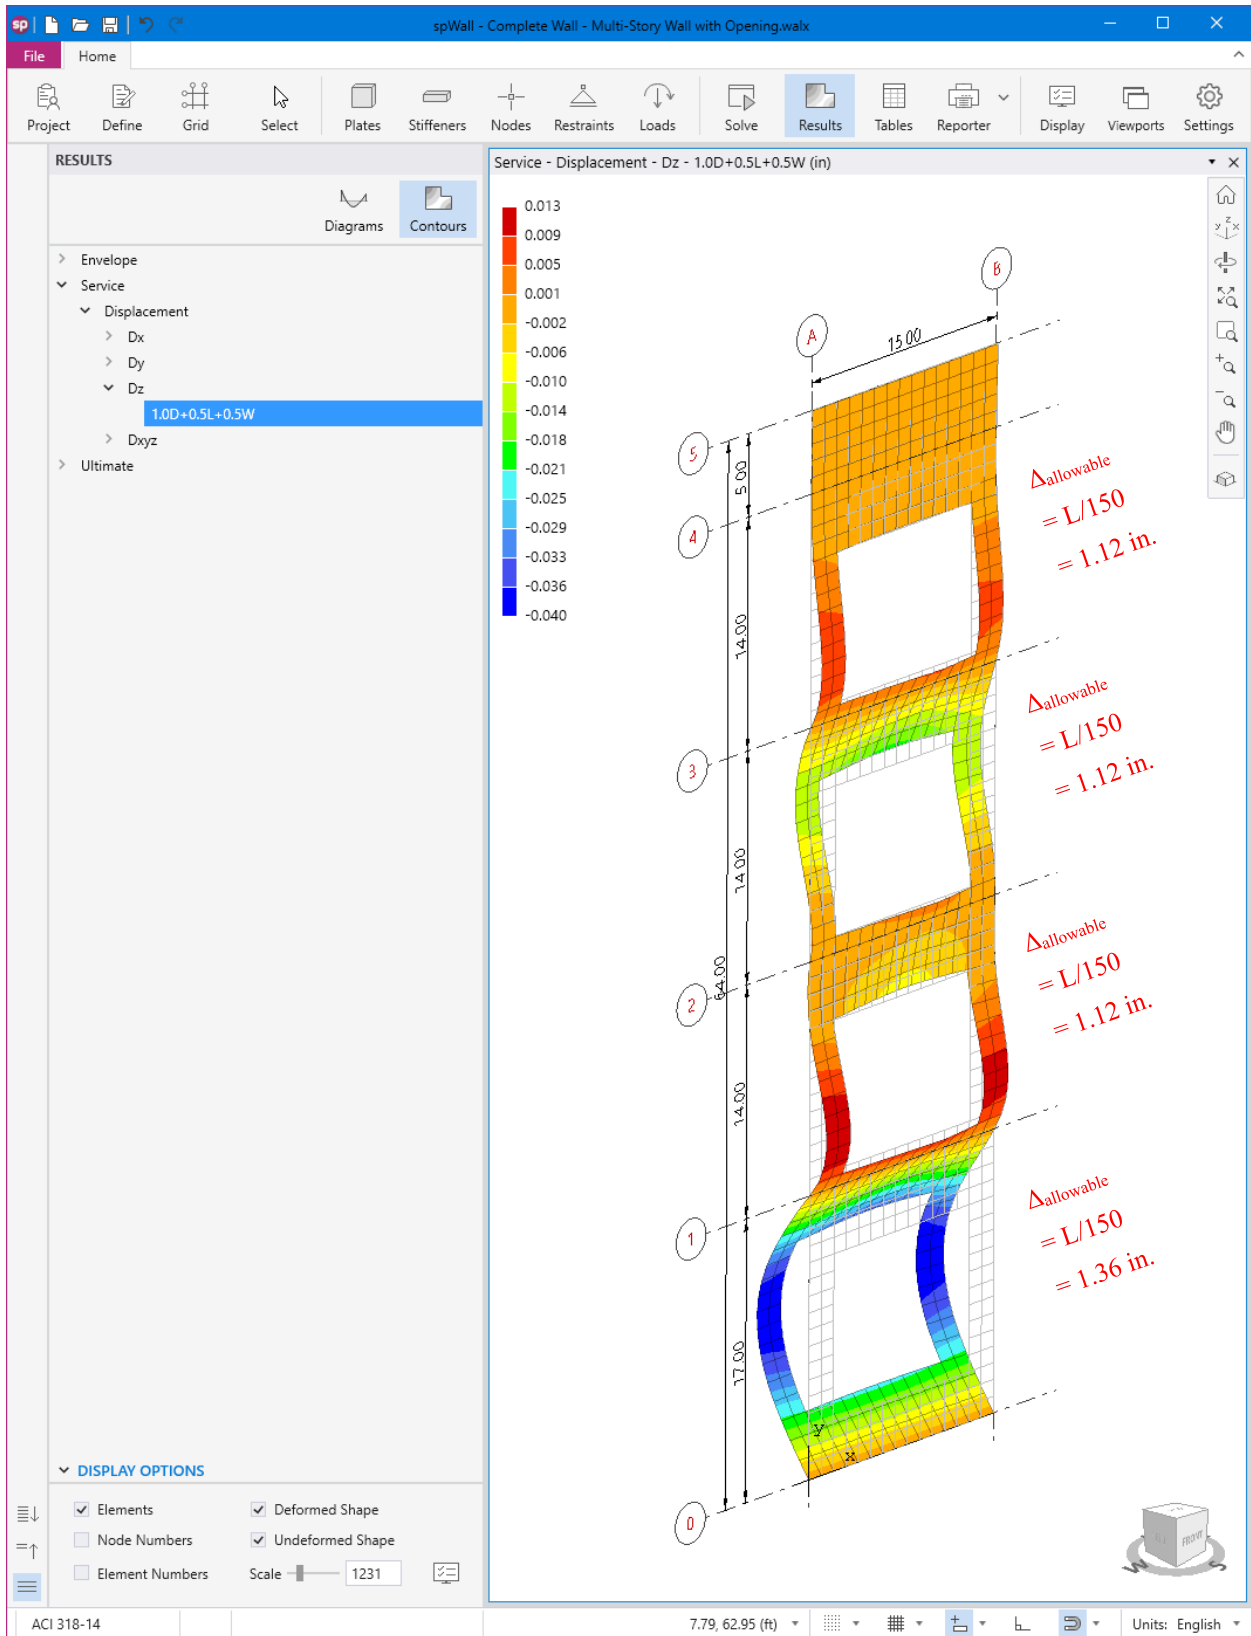 sp
spWall - Complete Wall - Multi-Story Wall with Opening.walx
File
Home
Project
Define
Grid
Select
Plates
Stiffeners
Nodes
Restraints
Loads
Solve
Results
Tables
Reporter
Display
Viewports
Settings
RESULTS
Diagrams
Contours
Envelope
Service
Displacement
Dx
Dy
Dz
1.0D+0.5L+0.5W
Dxyz
Ultimate
DISPLAY OPTIONS
Elements
Deformed Shape
Node Numbers
Undeformed Shape
Element Numbers
Scale
1231
Service - Displacement - Dz - 1.0D+0.5L+0.5W (in)
0.013
0.009
0.005
0.001
-0.002
-0.006
-0.010
-0.014
-0.018
-0.021
-0.025
-0.029
-0.033
-0.036
-0.040
B
A
15.00
5
5.00
4
14.00
3
14.00
64.00
2
14.00
1
17.00
0
y
x
Δallowable
= L/150
= 1.12 in.
Δallowable
= L/150
= 1.12 in.
Δallowable
= L/150
= 1.12 in.
Δallowable
= L/150
= 1.36 in.
z
y x
FRONT
S
ACI 318-14
7.79, 62.95 (ft)
Units: English